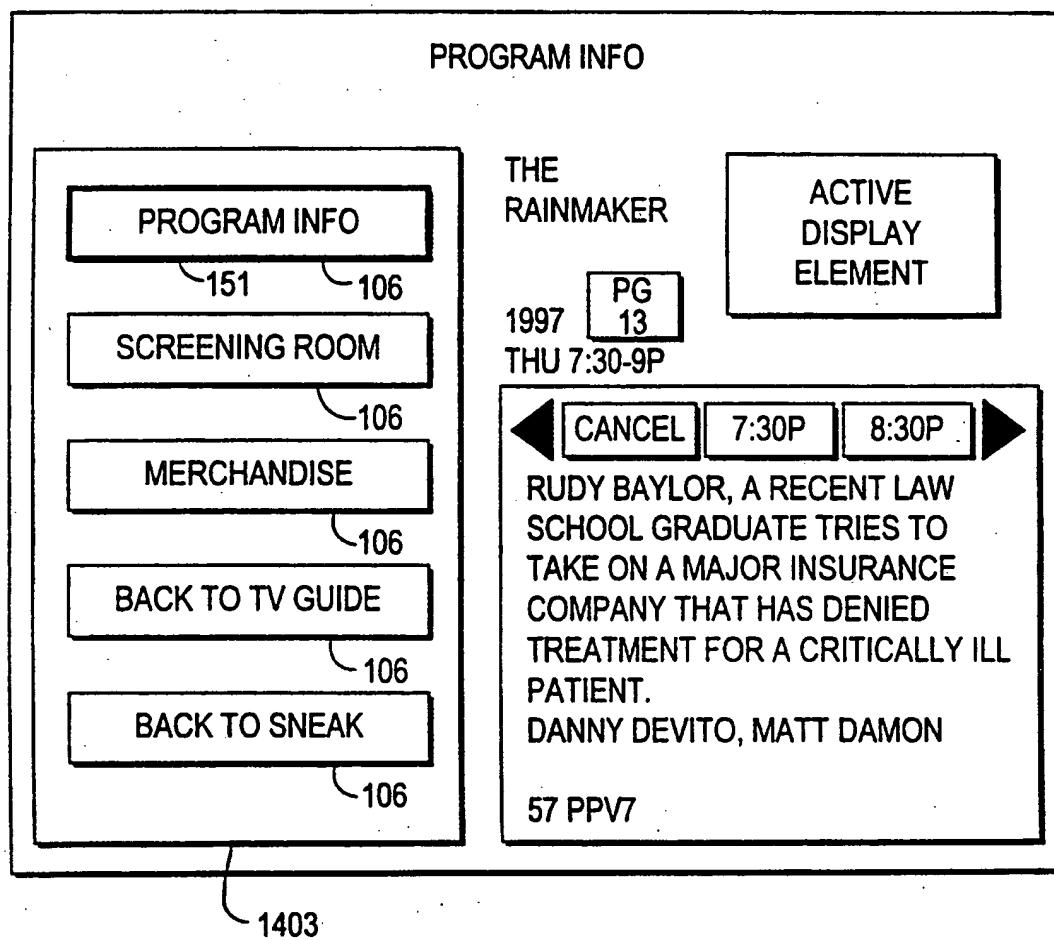 PROGRAM INFO
PROGRAM INFO
151
106
SCREENING ROOM
106
MERCHANDISE
106
BACK TO TV GUIDE
106
BACK TO SNEAK
106
1403
THE
RAINMAKER
1997
PG
13
THU 7:30-9P
ACTIVE
DISPLAY
ELEMENT
CANCEL 7:30P 8:30P
RUDY BAYLOR, A RECENT LAW
SCHOOL GRADUATE TRIES TO
TAKE ON A MAJOR INSURANCE
COMPANY THAT HAS DENIED
TREATMENT FOR A CRITICALLY ILL
PATIENT.
DANNY DEVITO, MATT DAMON
57 PPV7